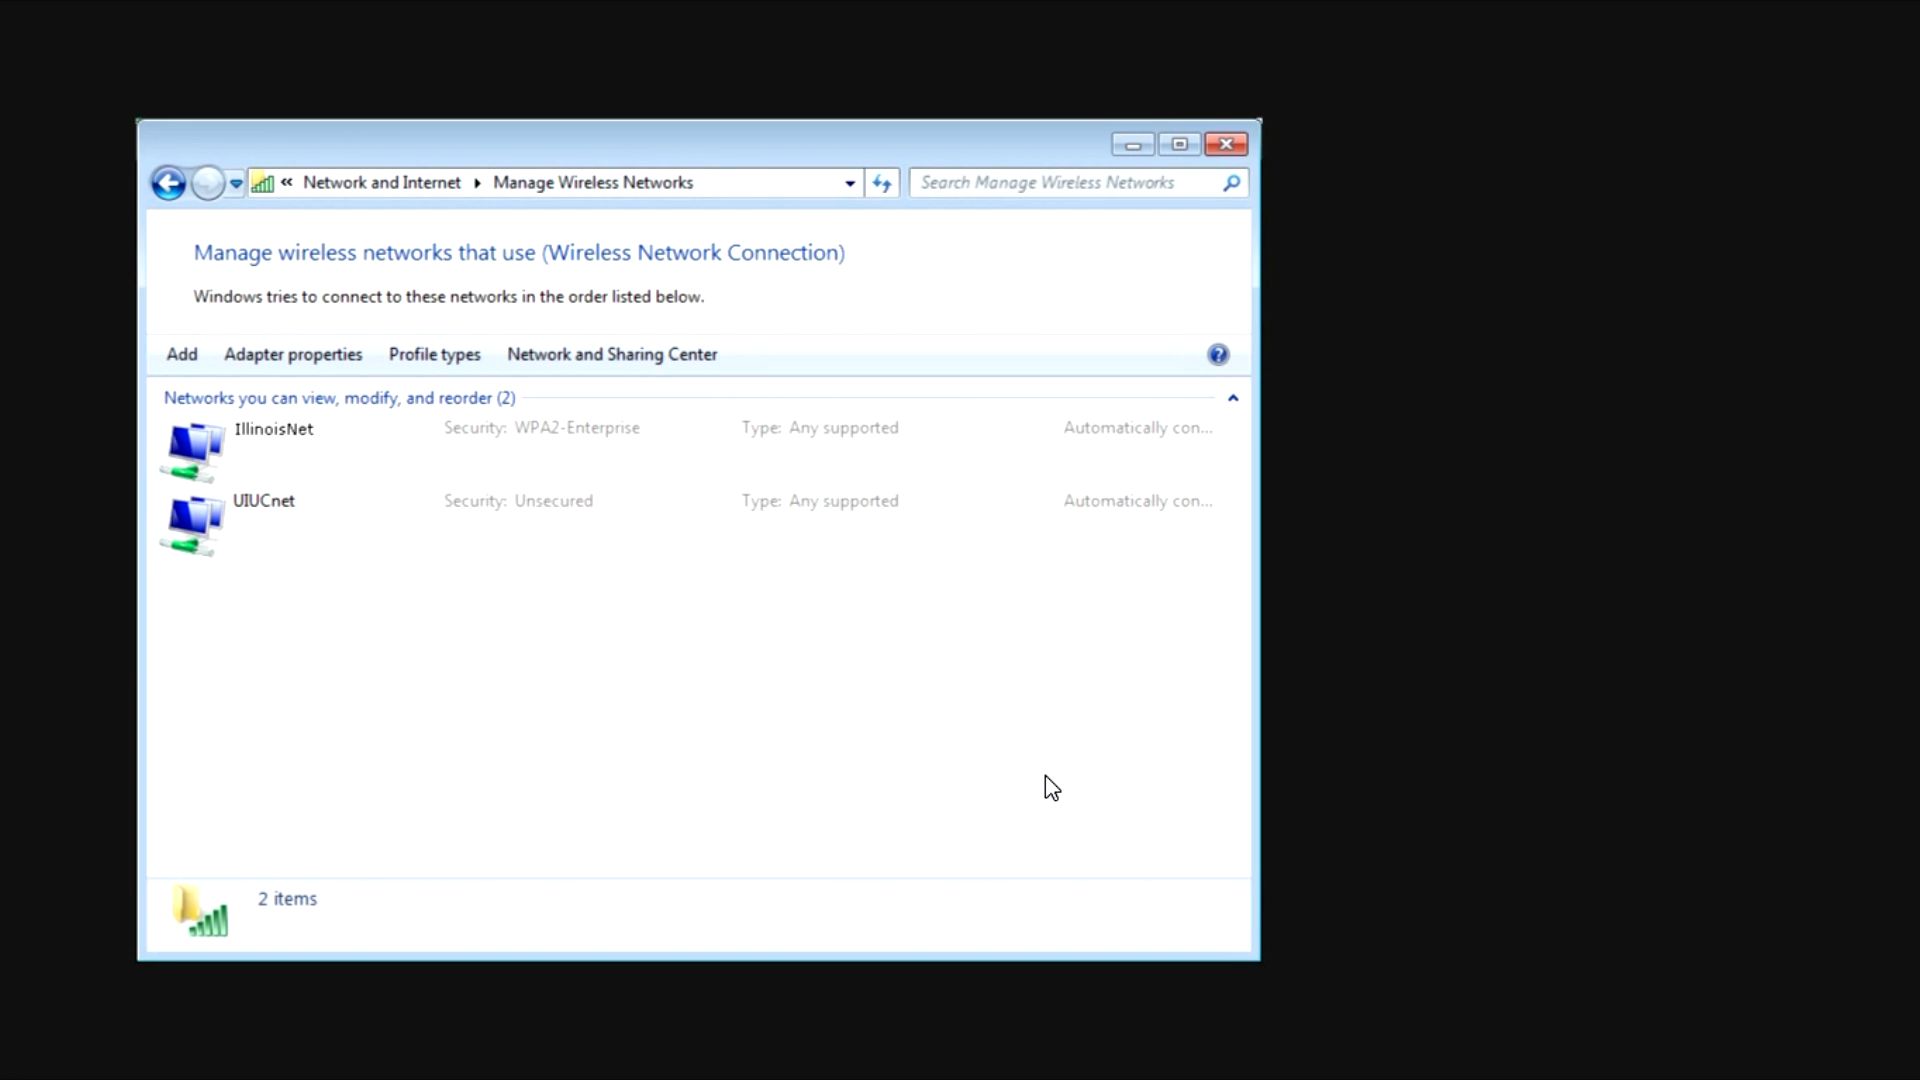 « Network and Internet ▸ Manage Wireless Networks
Search Manage Wireless Networks
Manage wireless networks that use (Wireless Network Connection)
Windows tries to connect to these networks in the order listed below.
Add Adapter properties Profile types Network and Sharing Center
Networks you can view, modify, and reorder (2)
IllinoisNet Security: WPA2-Enterprise Type: Any supported Automatically con...
UIUCnet Security: Unsecured Type: Any supported Automatically con...
2 items